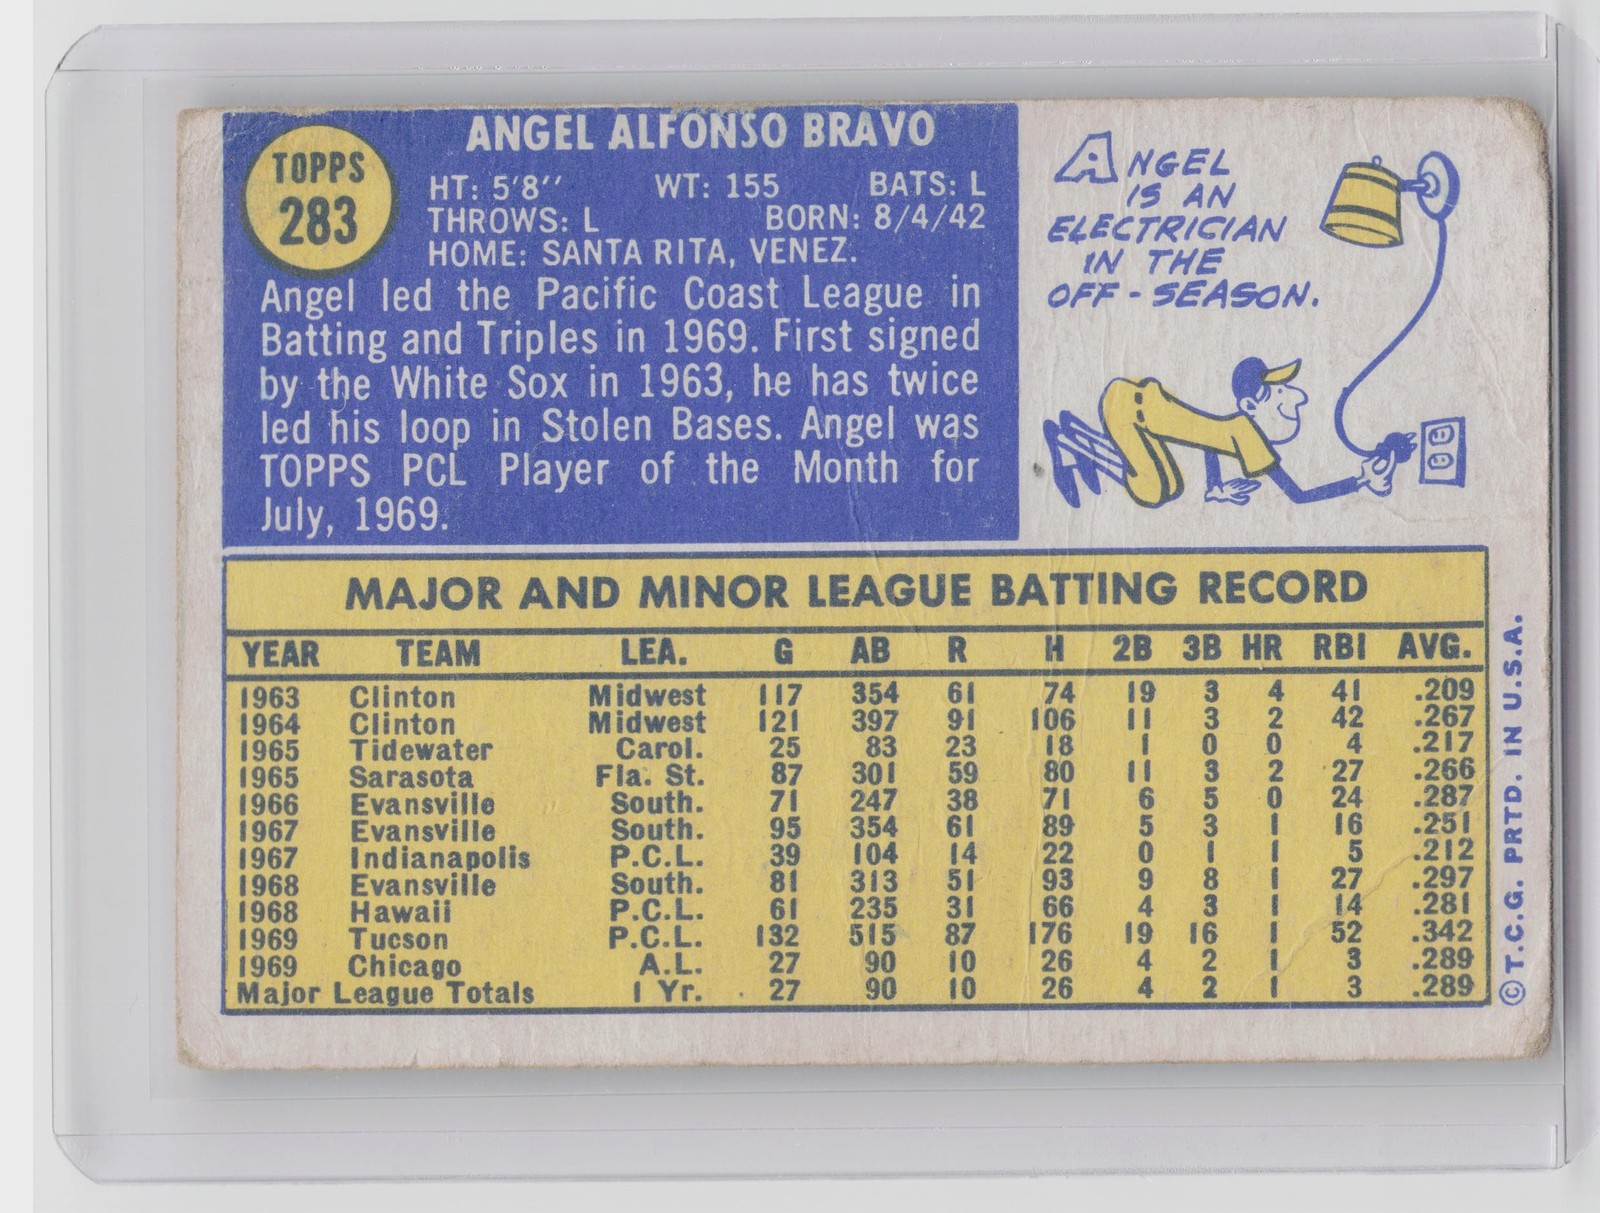 TOPPS
283
ANGEL ALFONSO BRAVO
HT: 5'8'' WT: 155 BATS: L
THROWS: L BORN: 8/4/42
HOME: SANTA RITA, VENEZ.
Angel led the Pacific Coast League in
Batting and Triples in 1969. First signed
by the White Sox in 1963, he has twice
led his loop in Stolen Bases. Angel was
TOPPS PCL Player of the Month for
July, 1969.
ANGEL
IS AN
ELECTRICIAN
IN THE
OFF-SEASON.
MAJOR AND MINOR LEAGUE BATTING RECORD
YEAR TEAM LEA. G AB R H 2B 3B HR RBI AVG.
1963 Clinton Midwest 117 354 61 74 19 3 4 41 .209
1964 Clinton Midwest 121 397 91 106 11 3 2 42 .267
1965 Tidewater Carol. 25 83 23 18 1 0 0 4 .217
1965 Sarasota Fla. St. 87 301 59 80 11 3 2 27 .266
1966 Evansville South. 71 247 38 71 6 5 0 24 .287
1967 Evansville South. 95 354 61 89 5 3 1 16 .251
1967 Indianapolis P.C.L. 39 104 14 22 0 1 1 5 .212
1968 Evansville South. 81 313 51 93 9 8 1 27 .297
1968 Hawaii P.C.L. 61 235 31 66 4 3 1 14 .281
1969 Tucson P.C.L. 132 515 87 176 19 16 1 52 .342
1969 Chicago A.L. 27 90 10 26 4 2 1 3 .289
Major League Totals 1 Yr. 27 90 10 26 4 2 1 3 .289
© T.C.G. PRTD. IN U.S.A.